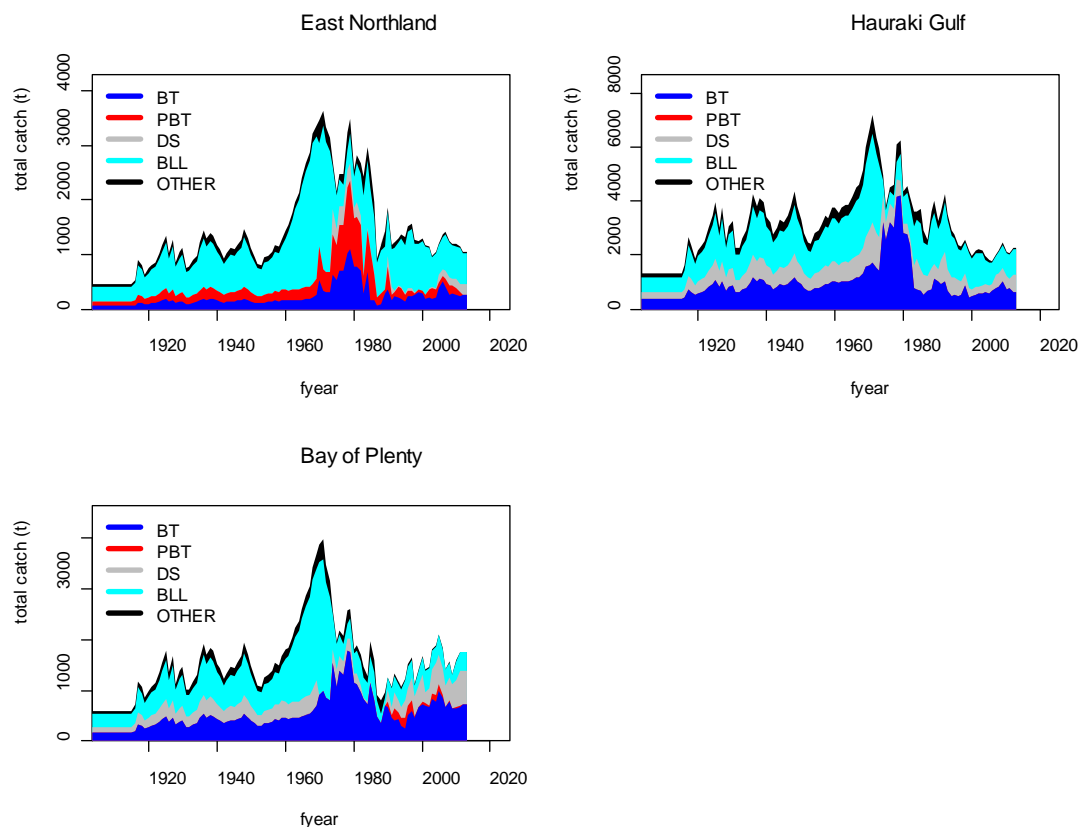 East Northland
total catch (t)
4000
3000
2000
1000
0
BT
PBT
DS
BLL
OTHER
1920 1940 1960 1980 2000 2020
fyear
Hauraki Gulf
total catch (t)
8000
6000
4000
2000
0
BT
PBT
DS
BLL
OTHER
1920 1940 1960 1980 2000 2020
fyear
Bay of Plenty
total catch (t)
3000
1000
0
BT
PBT
DS
BLL
OTHER
1920 1940 1960 1980 2000 2020
fyear